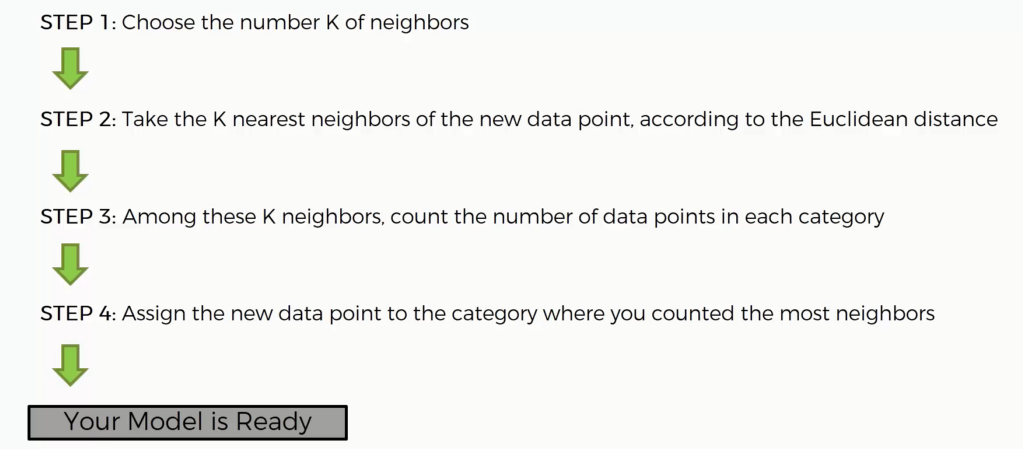 STEP 1: Choose the number K of neighbors
STEP 2: Take the K nearest neighbors of the new data point, according to the Euclidean distance
STEP 3: Among these K neighbors, count the number of data points in each category
STEP 4: Assign the new data point to the category where you counted the most neighbors
Your Model is Ready